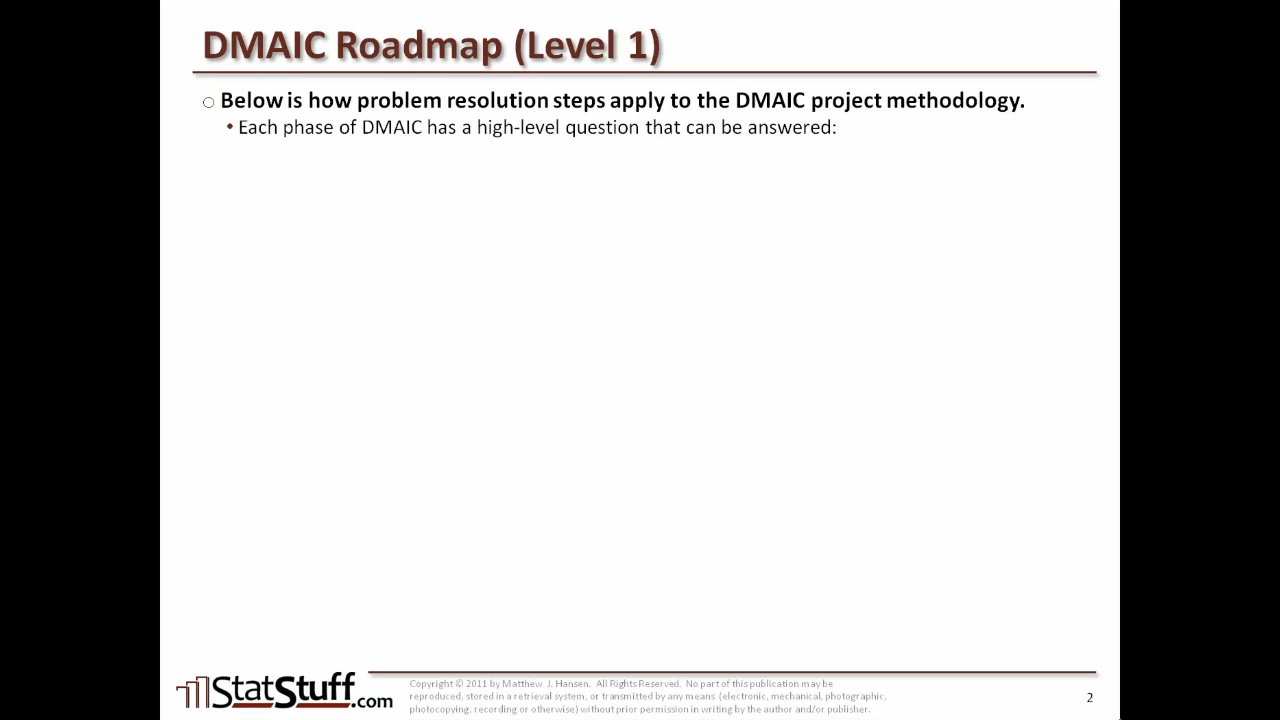 DMAIC Roadmap (Level 1)
Below is how problem resolution steps apply to the DMAIC project methodology.
Each phase of DMAIC has a high-level question that can be answered:
StatStuff.com
Copyright © 2011 by Matthew J. Hansen. All Rights Reserved. No part of this publication may be
reproduced, stored in a retrieval system, or transmitted by any means (electronic, mechanical, photographic,
photocopying, recording or otherwise) without prior permission in writing by the author and/or publisher.
2